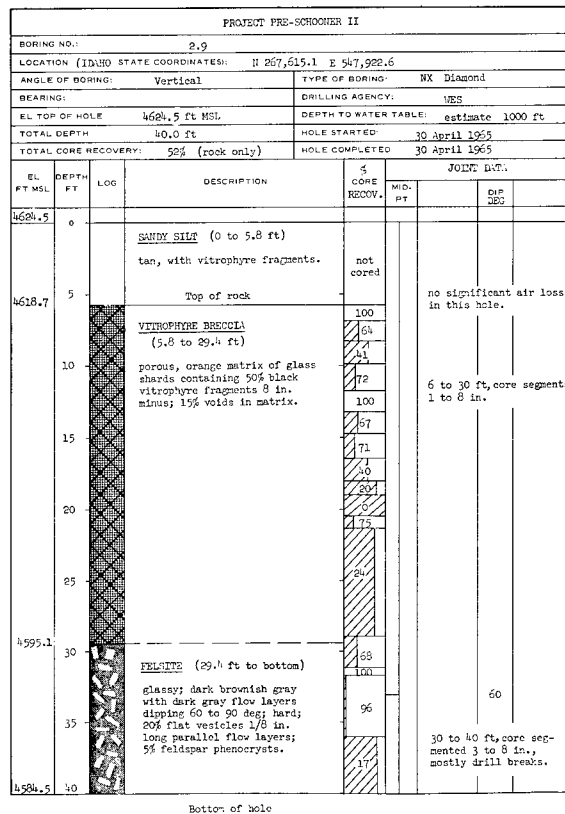 PROJECT PRE-SCHOONER II
BORING NO.: 2.9
LOCATION (IDAHO STATE COORDINATES): N 267,615.1 E 547,922.6
ANGLE OF BORING: Vertical TYPE OF BORING: NX Diamond
BEARING: DRILLING AGENCY: WES
EL TOP OF HOLE 4624.5 ft MSL DEPTH TO WATER TABLE: estimate 1000 ft
TOTAL DEPTH 40.0 ft HOLE STARTED: 30 April 1965
TOTAL CORE RECOVERY: 52% (rock only) HOLE COMPLETED 30 April 1965
EL FT MSL DEPTH FT LOG DESCRIPTION % CORE RECOV. JOINT DATA
MID-PT DIP DEG
4624.5 0
SANDY SILT (0 to 5.8 ft)
tan, with vitrophyre fragments. not cored
4618.7 5 Top of rock no significant air loss
in this hole.
100
VITROPHYRE BRECCIA 64
(5.8 to 29.4 ft)
41
10 porous, orange matrix of glass
shards containing 50% black 72 6 to 30 ft, core segment
vitrophyre fragments 8 in. 1 to 8 in.
minus; 15% voids in matrix. 100
67
15 71
40
20
20 0
75
25 24
4595.1
30 FELSITE (29.4 ft to bottom) 68
100
glassy; dark brownish gray
with dark gray flow layers 60
dipping 60 to 90 deg; hard; 96
35 20% flat vesicles 1/8 in.
long parallel flow layers; 30 to 40 ft, core seg-
5% feldspar phenocrysts. mented 3 to 8 in.,
mostly drill breaks.
17
4584.5 40
Bottom of hole